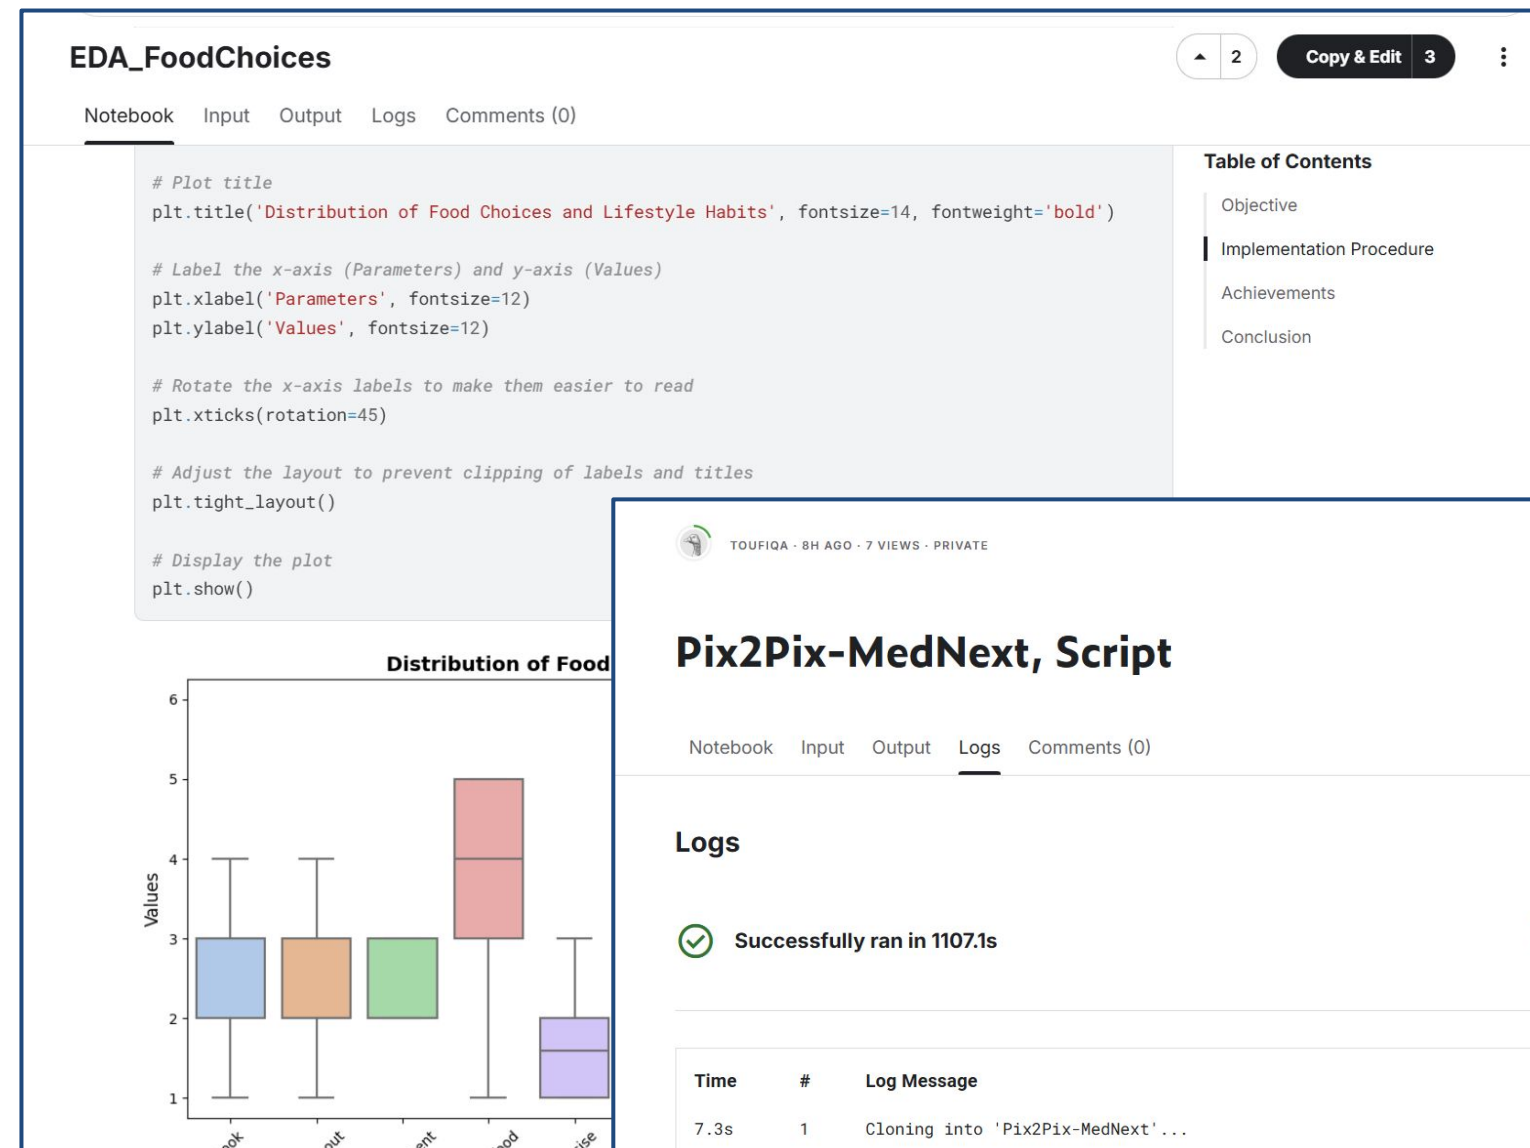 EDA_FoodChoices
2
Copy & Edit 3
Notebook Input Output Logs Comments (0)
# Plot title
plt.title('Distribution of Food Choices and Lifestyle Habits', fontsize=14, fontweight='bold')
# Label the x-axis (Parameters) and y-axis (Values)
plt.xlabel('Parameters', fontsize=12)
plt.ylabel('Values', fontsize=12)
# Rotate the x-axis labels to make them easier to read
plt.xticks(rotation=45)
# Adjust the layout to prevent clipping of labels and titles
plt.tight_layout()
# Display the plot
plt.show()
Table of Contents
Objective
Implementation Procedure
Achievements
Conclusion
Distribution of Food
6
5
4
3
2
1
Values
TOUFIQA · 8H AGO · 7 VIEWS · PRIVATE
Pix2Pix-MedNext, Script
Notebook Input Output Logs Comments (0)
Logs
Successfully ran in 1107.1s
Time # Log Message
7.3s 1 Cloning into 'Pix2Pix-MedNext'...